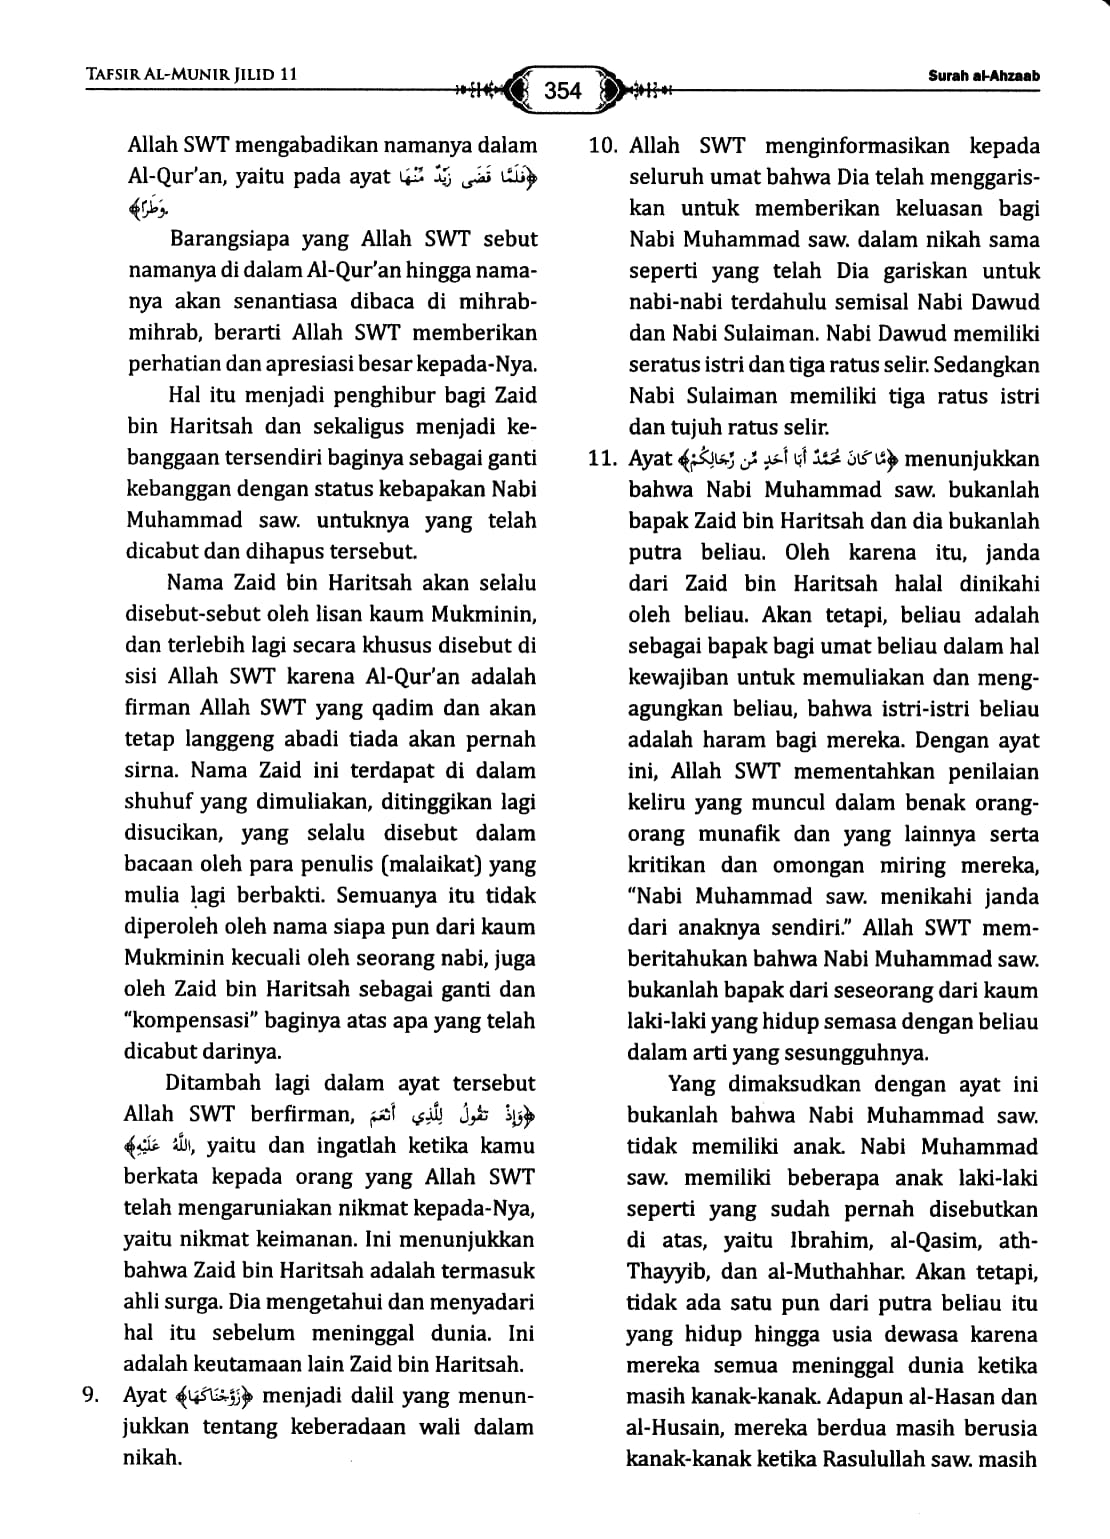 TAFSIR AL-MUNIR JILID 11
354
Surah al-Ahzaab
Allah SWT mengabadikan namanya dalam
Al-Qur'an, yaitu pada ayat ﴿فَلَمَّا قَضَى زَيْدٌ مِّنْهَا
وَطَرًا﴾.
Barangsiapa yang Allah SWT sebut
namanya di dalam Al-Qur'an hingga nama-
nya akan senantiasa dibaca di mihrab-
mihrab, berarti Allah SWT memberikan
perhatian dan apresiasi besar kepada-Nya.
Hal itu menjadi penghibur bagi Zaid
bin Haritsah dan sekaligus menjadi ke-
banggaan tersendiri baginya sebagai ganti
kebanggan dengan status kebapakan Nabi
Muhammad saw. untuknya yang telah
dicabut dan dihapus tersebut.
Nama Zaid bin Haritsah akan selalu
disebut-sebut oleh lisan kaum Mukminin,
dan terlebih lagi secara khusus disebut di
sisi Allah SWT karena Al-Qur'an adalah
firman Allah SWT yang qadim dan akan
tetap langgeng abadi tiada akan pernah
sirna. Nama Zaid ini terdapat di dalam
shuhuf yang dimuliakan, ditinggikan lagi
disucikan, yang selalu disebut dalam
bacaan oleh para penulis (malaikat) yang
mulia lagi berbakti. Semuanya itu tidak
diperoleh oleh nama siapa pun dari kaum
Mukminin kecuali oleh seorang nabi, juga
oleh Zaid bin Haritsah sebagai ganti dan
"kompensasi" baginya atas apa yang telah
dicabut darinya.
Ditambah lagi dalam ayat tersebut
Allah SWT berfirman, ﴿وَإِذْ تَقُولُ لِلَّذِي أَنْعَمَ
اللَّهُ عَلَيْهِ﴾, yaitu dan ingatlah ketika kamu
berkata kepada orang yang Allah SWT
telah mengaruniakan nikmat kepada-Nya,
yaitu nikmat keimanan. Ini menunjukkan
bahwa Zaid bin Haritsah adalah termasuk
ahli surga. Dia mengetahui dan menyadari
hal itu sebelum meninggal dunia. Ini
adalah keutamaan lain Zaid bin Haritsah.
9. Ayat ﴿زَوَّجْنَاكَهَا﴾ menjadi dalil yang menun-
jukkan tentang keberadaan wali dalam
nikah.
10. Allah SWT menginformasikan kepada
seluruh umat bahwa Dia telah menggaris-
kan untuk memberikan keluasan bagi
Nabi Muhammad saw. dalam nikah sama
seperti yang telah Dia gariskan untuk
nabi-nabi terdahulu semisal Nabi Dawud
dan Nabi Sulaiman. Nabi Dawud memiliki
seratus istri dan tiga ratus selir. Sedangkan
Nabi Sulaiman memiliki tiga ratus istri
dan tujuh ratus selir.
11. Ayat ﴿مَّا كَانَ مُحَمَّدٌ أَبَا أَحَدٍ مِّن رِّجَالِكُمْ﴾ menunjukkan
bahwa Nabi Muhammad saw. bukanlah
bapak Zaid bin Haritsah dan dia bukanlah
putra beliau. Oleh karena itu, janda
dari Zaid bin Haritsah halal dinikahi
oleh beliau. Akan tetapi, beliau adalah
sebagai bapak bagi umat beliau dalam hal
kewajiban untuk memuliakan dan meng-
agungkan beliau, bahwa istri-istri beliau
adalah haram bagi mereka. Dengan ayat
ini, Allah SWT mementahkan penilaian
keliru yang muncul dalam benak orang-
orang munafik dan yang lainnya serta
kritikan dan omongan miring mereka,
"Nabi Muhammad saw. menikahi janda
dari anaknya sendiri." Allah SWT mem-
beritahukan bahwa Nabi Muhammad saw.
bukanlah bapak dari seseorang dari kaum
laki-laki yang hidup semasa dengan beliau
dalam arti yang sesungguhnya.
Yang dimaksudkan dengan ayat ini
bukanlah bahwa Nabi Muhammad saw.
tidak memiliki anak. Nabi Muhammad
saw. memiliki beberapa anak laki-laki
seperti yang sudah pernah disebutkan
di atas, yaitu Ibrahim, al-Qasim, ath-
Thayyib, dan al-Muthahhar. Akan tetapi,
tidak ada satu pun dari putra beliau itu
yang hidup hingga usia dewasa karena
mereka semua meninggal dunia ketika
masih kanak-kanak. Adapun al-Hasan dan
al-Husain, mereka berdua masih berusia
kanak-kanak ketika Rasulullah saw. masih